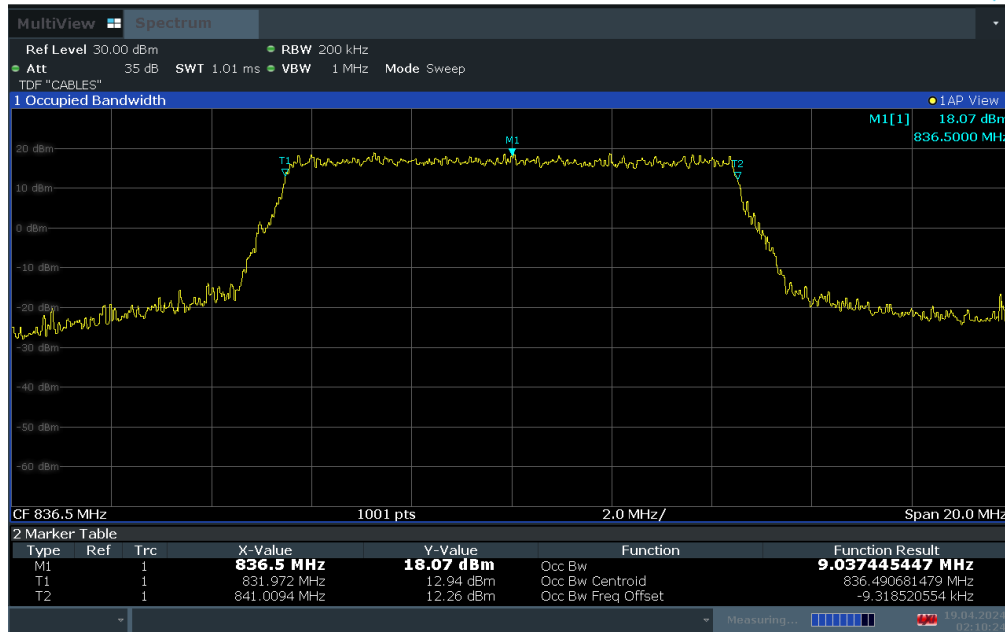 MultiView Spectrum
Ref Level 30.00 dBm RBW 200 kHz
Att 35 dB SWT 1.01 ms VBW 1 MHz Mode Sweep
TDF "CABLES"
1 Occupied Bandwidth 1AP View
M1[1] 18.07 dBm
836.5000 MHz
M1
20 dBm
T1
T2
10 dBm
0 dBm
-10 dBm
-20 dBm
-30 dBm
-40 dBm
-50 dBm
-60 dBm
CF 836.5 MHz 1001 pts 2.0 MHz/ Span 20.0 MHz
2 Marker Table
Type Ref Trc X-Value Y-Value Function Function Result
M1 1 836.5 MHz 18.07 dBm Occ Bw 9.037445447 MHz
T1 1 831.972 MHz 12.94 dBm Occ Bw Centroid 836.490681479 MHz
T2 1 841.0094 MHz 12.26 dBm Occ Bw Freq Offset -9.318520554 kHz
Measuring... 19.04.2024
02:10:24